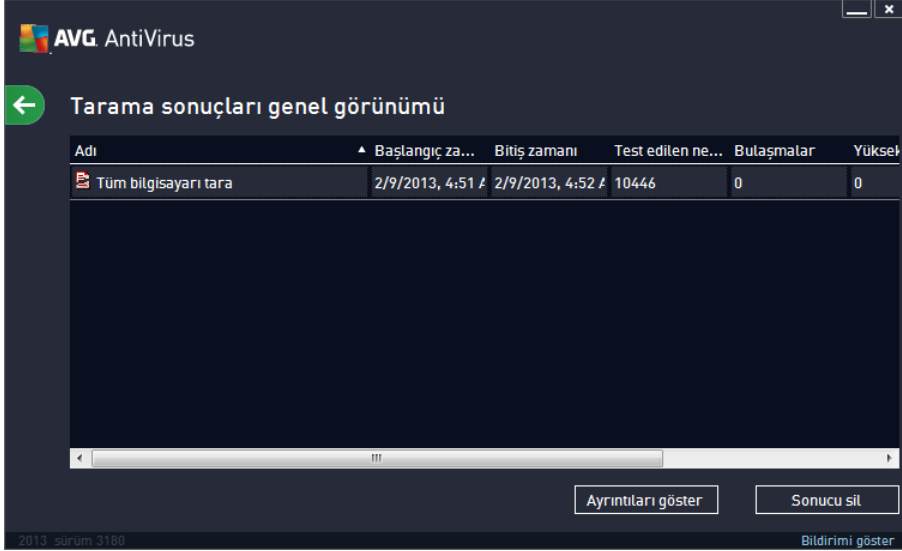 AVG AntiVirus
Tarama sonuçları genel görünümü
Adı Başlangıç za... Bitiş zamanı Test edilen ne... Bulaşmalar Yüksek
Tüm bilgisayarı tara 2/9/2013, 4:51 A 2/9/2013, 4:52 A 10446 0 0
Ayrıntıları göster Sonucu sil
2013 sürüm 3180 Bildirimi göster